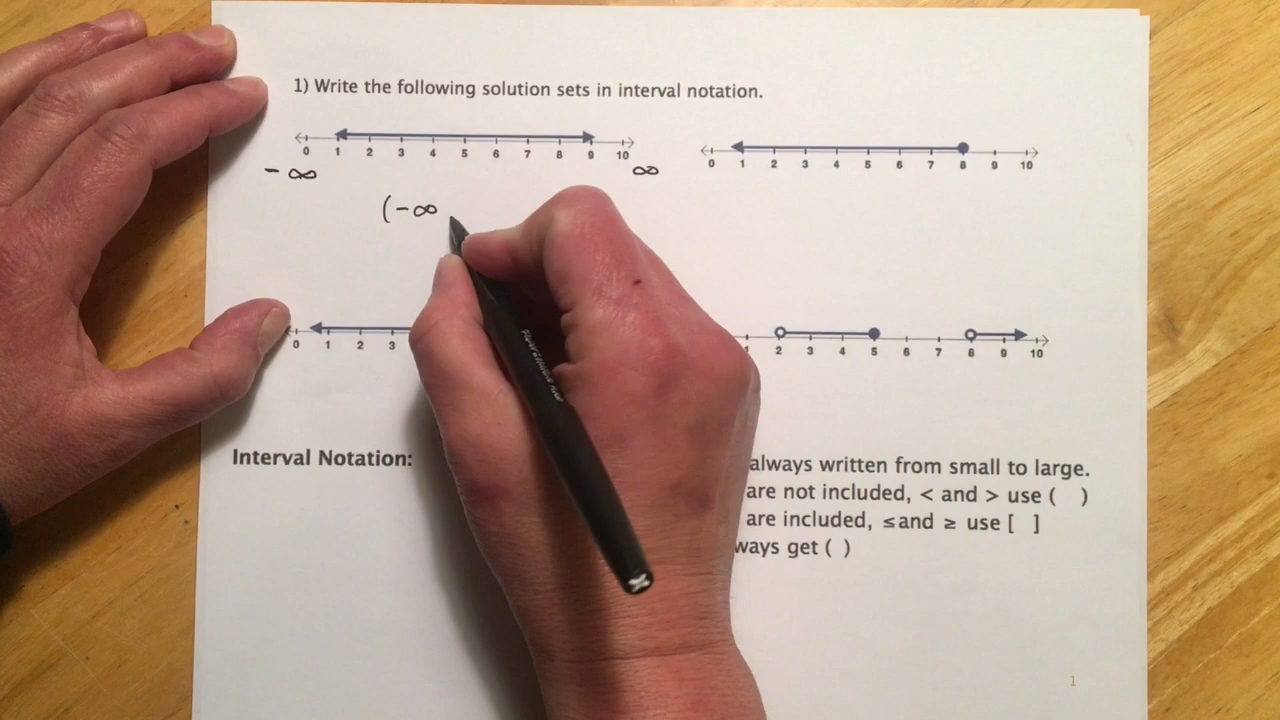 1) Write the following solution sets in interval notation.
0 1 2 3 4 5 6 7 8 9 10
0 1 2 3 4 5 6 7 8 9 10
- ∞ ∞
(-∞
0 1 2 3
1 2 3 4 5 6 7 8 9 10
Interval Notation:
always written from small to large.
are not included, < and > use ( )
are included, ≤and ≥ use [ ]
ways get ( )
1